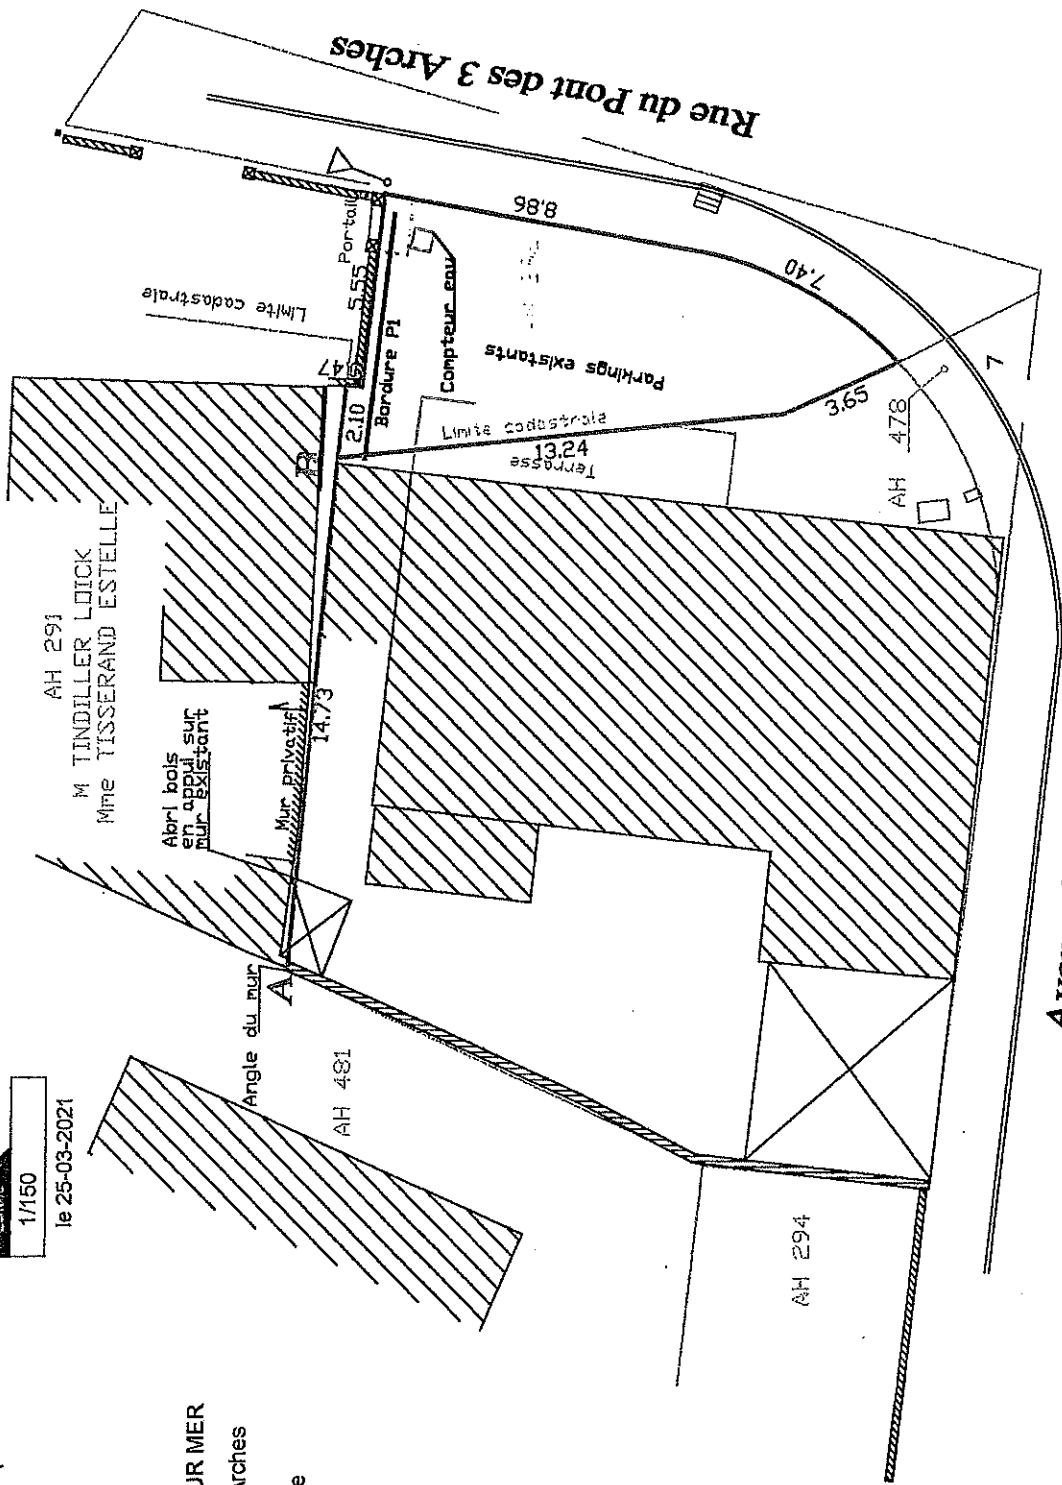 Rue du Pont des 3 Arches
Limite cadastrale
Portail
5.55
.47
2.10
Bordure P1
Compteur eau
8.86
7.40
Parkings existants
Limite cadastrale
13.24
Terrasse
3.65
AH 478
7
B
AH 291
M TINDILLER LOICK
Mme TISSERAND ESTELLE
Abri bois
en appui sur
mur existant
Mur privatif
14.73
Angle du mur
A
AH 481
AH 294
1/150
le 25-03-2021
UR MER
Arches
e